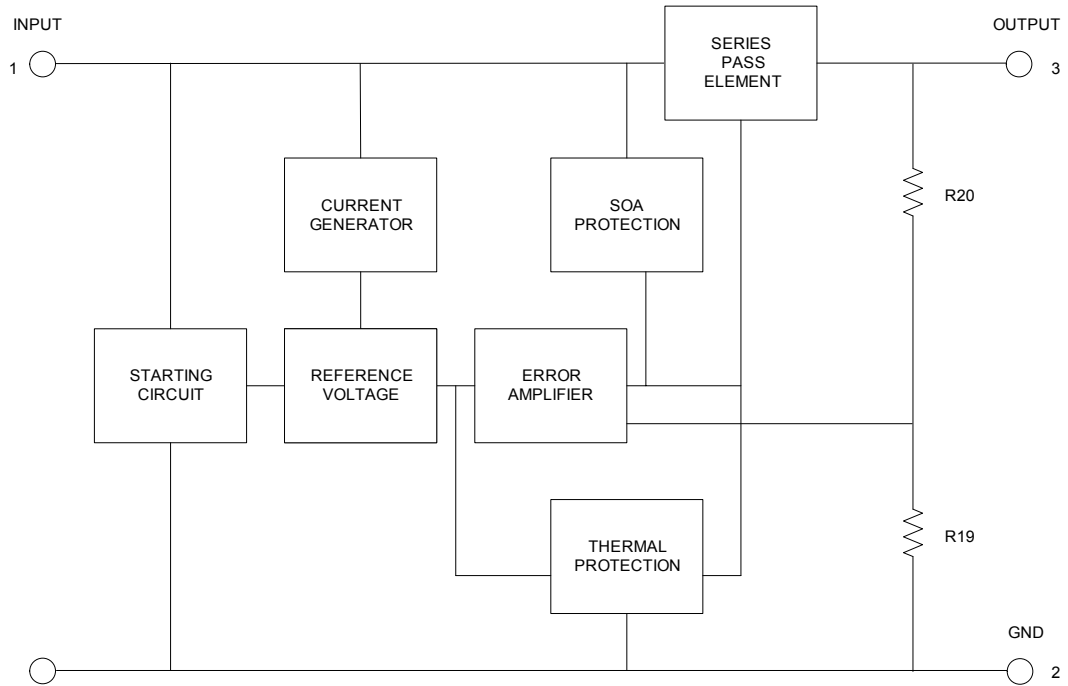 INPUT
1
SERIES
PASS
ELEMENT
OUTPUT
3
CURRENT
GENERATOR
SOA
PROTECTION
R20
STARTING
CIRCUIT
REFERENCE
VOLTAGE
ERROR
AMPLIFIER
THERMAL
PROTECTION
R19
GND
2